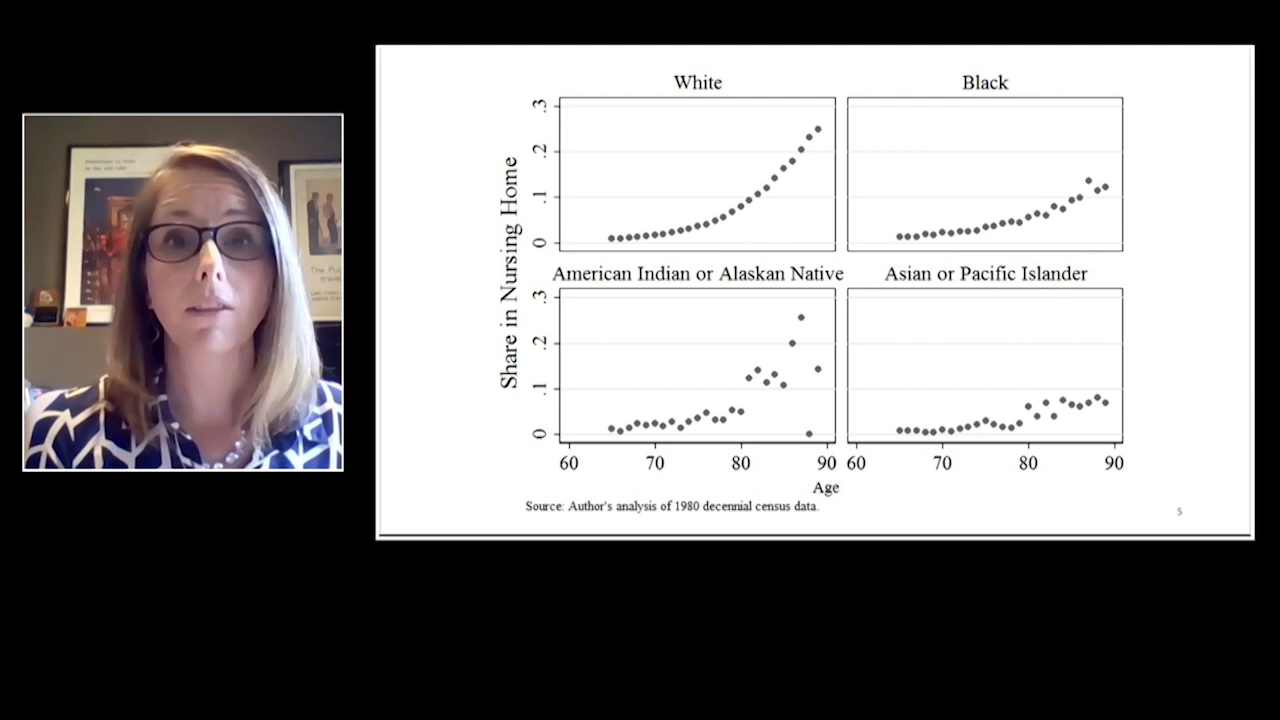 White
Black
.3
.2
.1
0
Share in Nursing Home
American Indian or Alaskan Native
Asian or Pacific Islander
.3
.2
.1
0
60 70 80 90 60 70 80 90
Age
Source: Author's analysis of 1980 decennial census data.
5